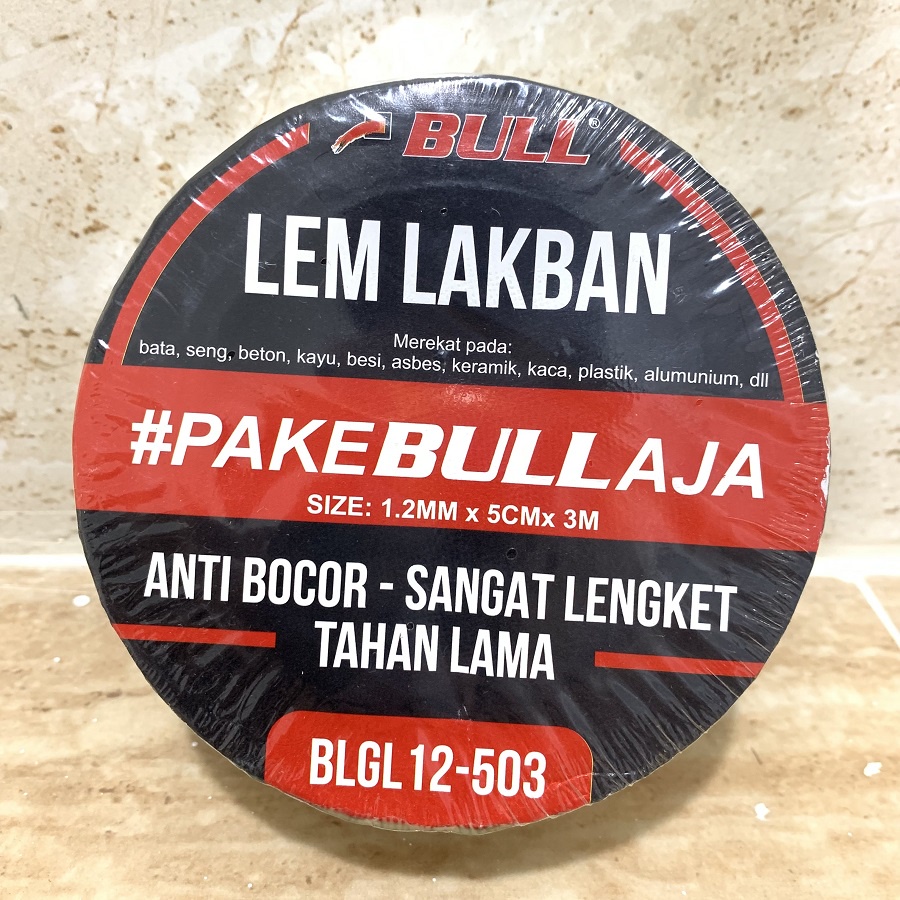 BULL®
LEM LAKBAN
Merekat pada:
bata, seng, beton, kayu, besi, asbes, keramik, kaca, plastik, alumunium, dll
#PAKEBULLAJA
SIZE: 1.2MM x 5CMx 3M
ANTI BOCOR - SANGAT LENGKET
TAHAN LAMA
BLGL 12-503